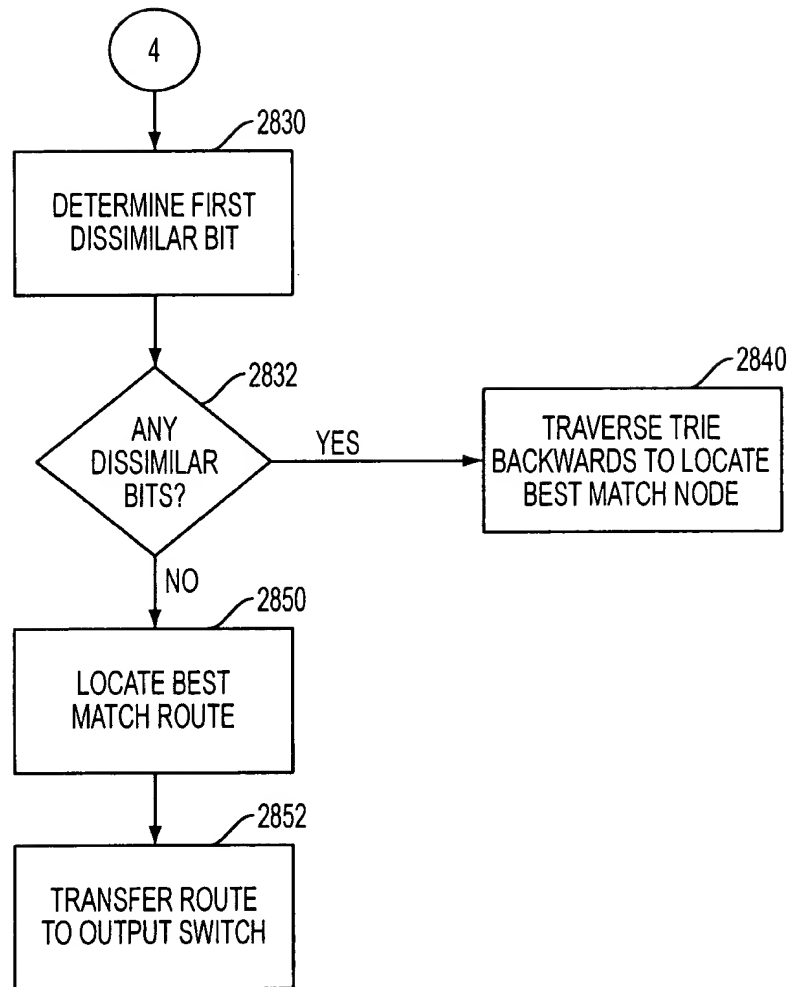 4
2830
DETERMINE FIRST
DISSIMILAR BIT
2832
ANY
DISSIMILAR
BITS?
YES
2840
TRAVERSE TRIE
BACKWARDS TO LOCATE
BEST MATCH NODE
NO
2850
LOCATE BEST
MATCH ROUTE
2852
TRANSFER ROUTE
TO OUTPUT SWITCH